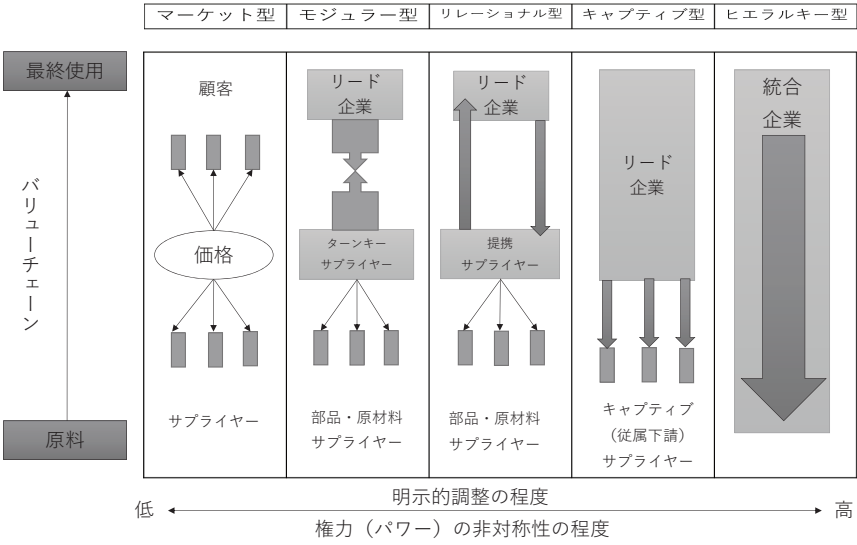 マーケット型
モジュラー型
リレーショナル型
キャプティブ型
ヒエラルキー型
最終使用
バリューチェーン
原料
顧客
価格
サプライヤー
リード
企業
ターンキー
サプライヤー
部品・原材料
サプライヤー
リード
企業
提携
サプライヤー
部品・原材料
サプライヤー
リード
企業
キャプティブ
（従属下請）
サプライヤー
統合
企業
低
明示的調整の程度
高
権力（パワー）の非対称性の程度